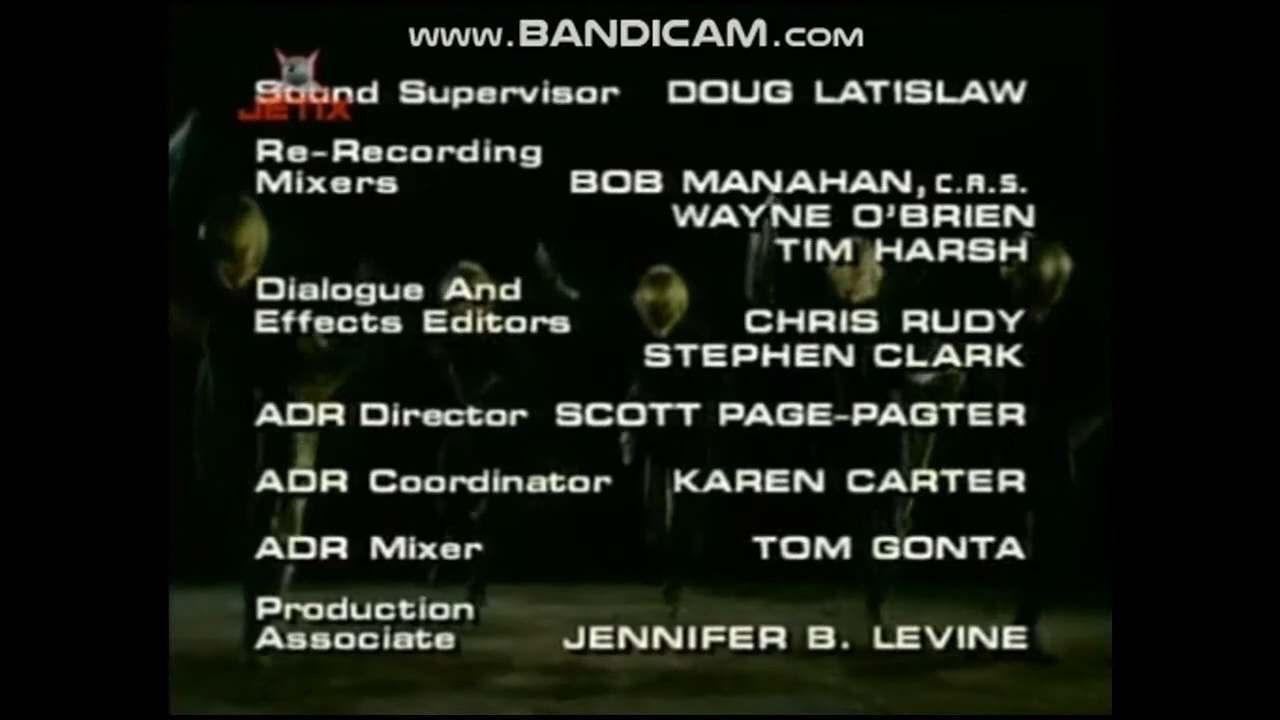 www.BANDICAM.com
Sound Supervisor DOUG LATISLAW
JETIX
Re-Recording
Mixers BOB MANAHAN, C.A.S.
WAYNE O'BRIEN
TIM HARSH
Dialogue And
Effects Editors CHRIS RUDY
STEPHEN CLARK
ADR Director SCOTT PAGE-PAGTER
ADR Coordinator KAREN CARTER
ADR Mixer TOM GONTA
Production
Associate JENNIFER B. LEVINE